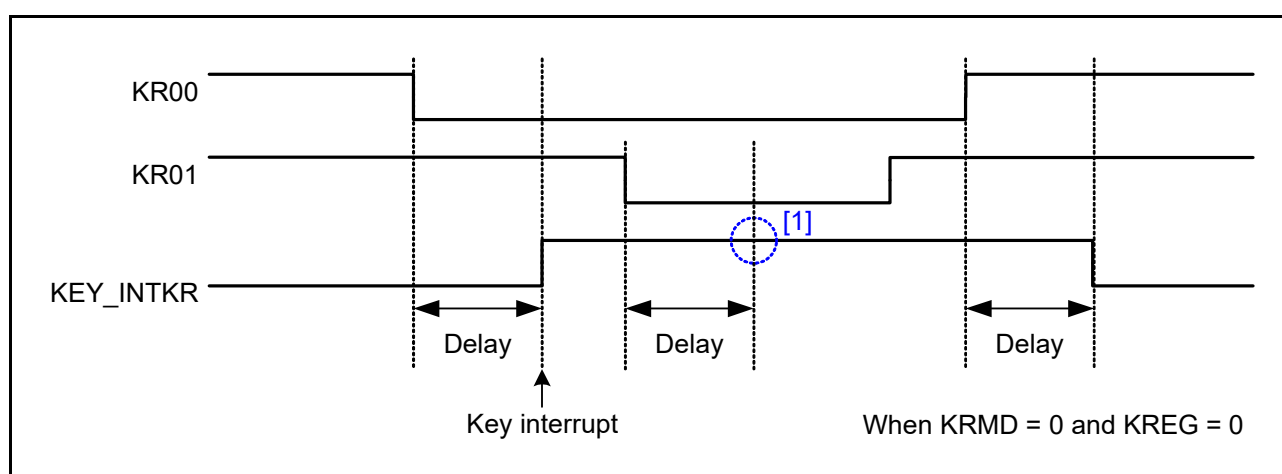 KR00
KR01
[1]
KEY_INTKR
Delay
Delay
Delay
Key interrupt
When KRMD = 0 and KREG = 0